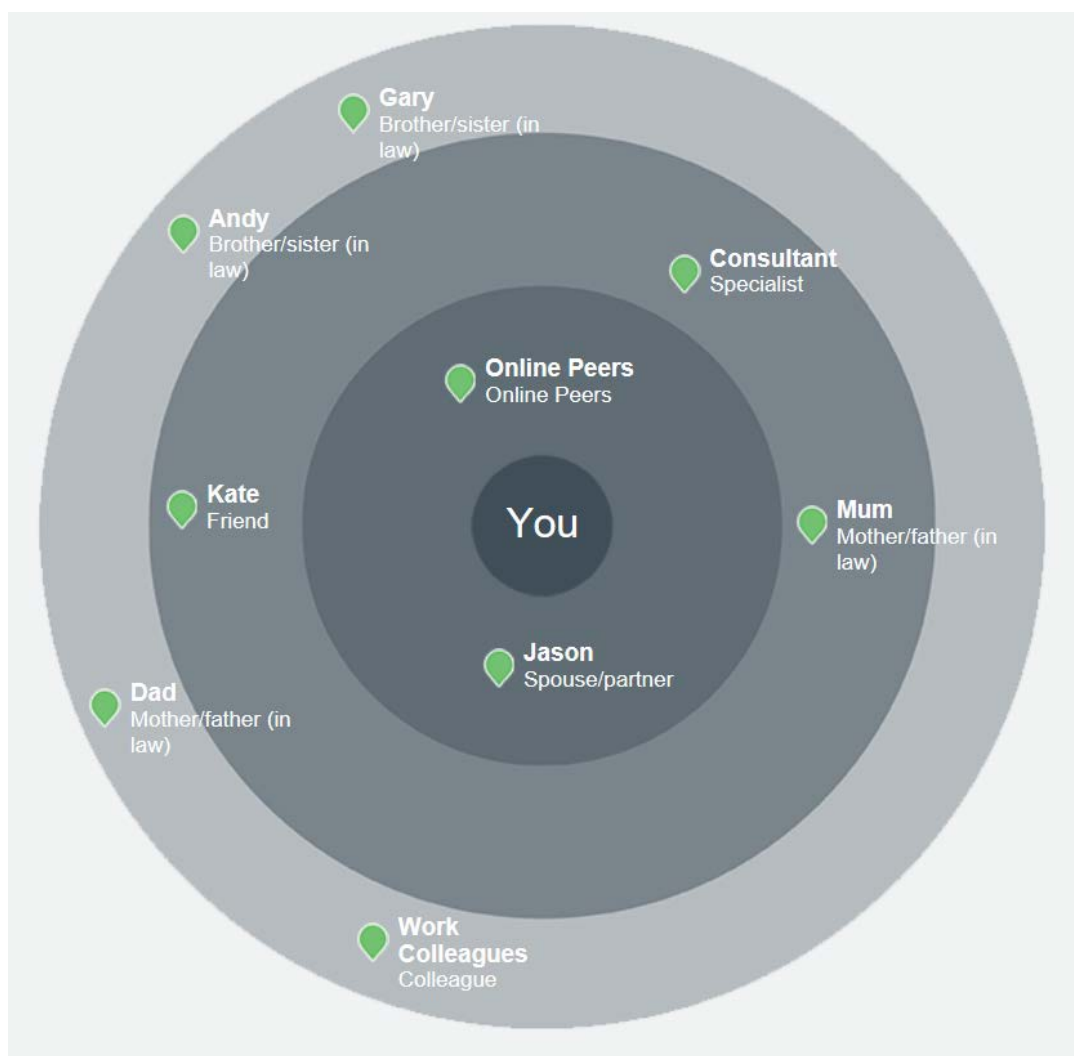 Gary
Brother/sister (in
law)
Andy
Brother/sister (in
law)
Consultant
Specialist
Online Peers
Online Peers
Kate
Friend
You
Mum
Mother/father (in
law)
Jason
Spouse/partner
Dad
Mother/father (in
law)
Work
Colleagues
Colleague